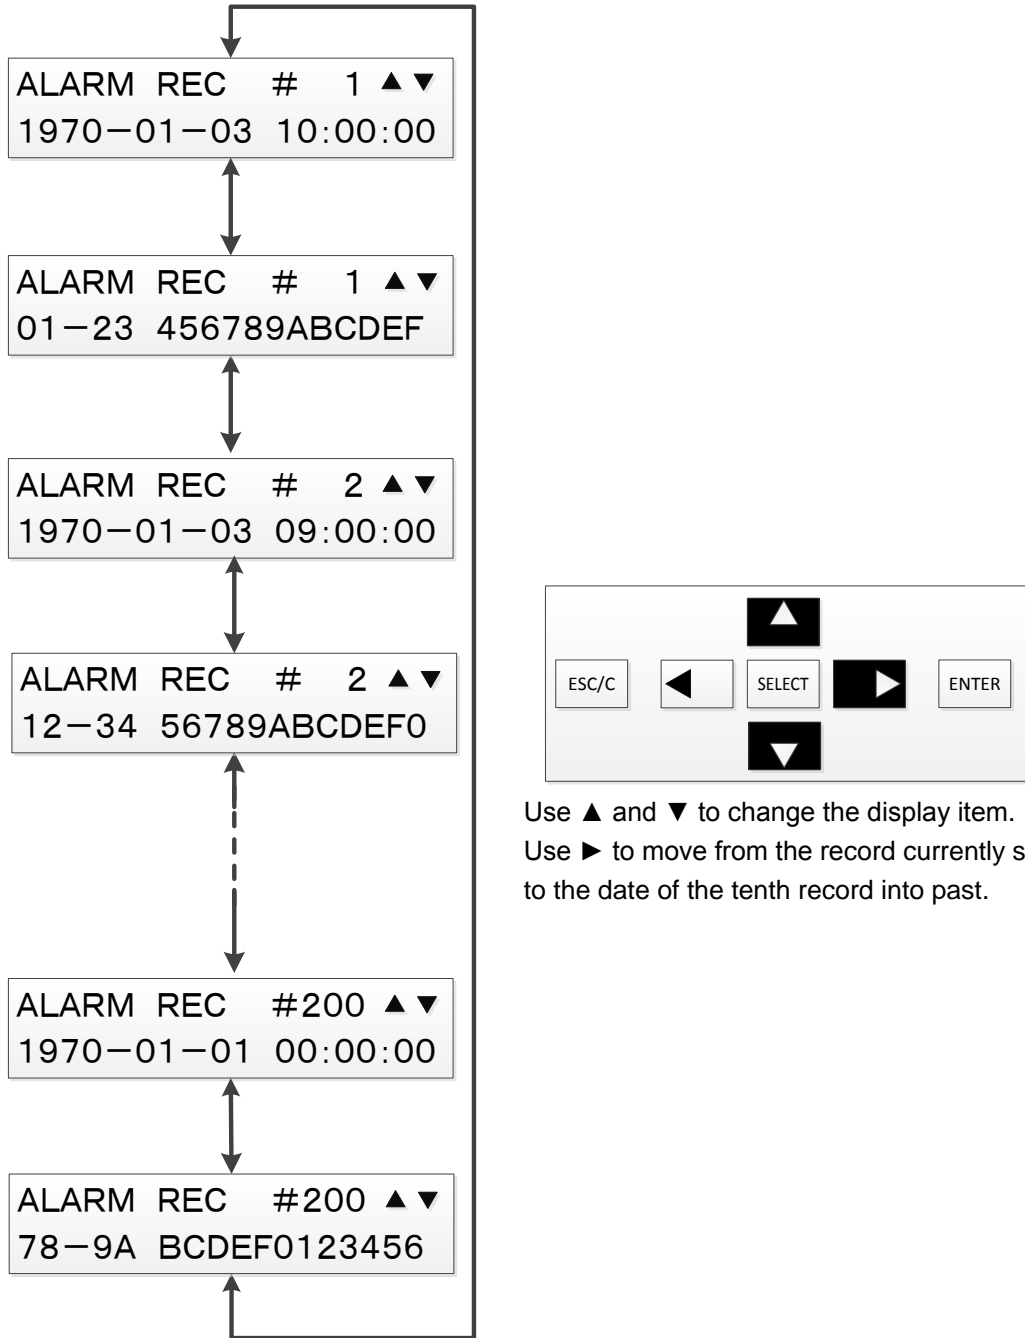 ALARM REC # 1 ▲ ▼
1970-01-03 10:00:00
ALARM REC # 1 ▲ ▼
01-23 456789ABCDEF
ALARM REC # 2 ▲ ▼
1970-01-03 09:00:00
ALARM REC # 2 ▲ ▼
12-34 56789ABCDEF0
ALARM REC #200 ▲ ▼
1970-01-01 00:00:00
ALARM REC #200 ▲ ▼
78-9A BCDEF0123456
ESC/C
SELECT
ENTER
Use ▲ and ▼ to change the display item.
Use ► to move from the record currently
to the date of the tenth record into past.